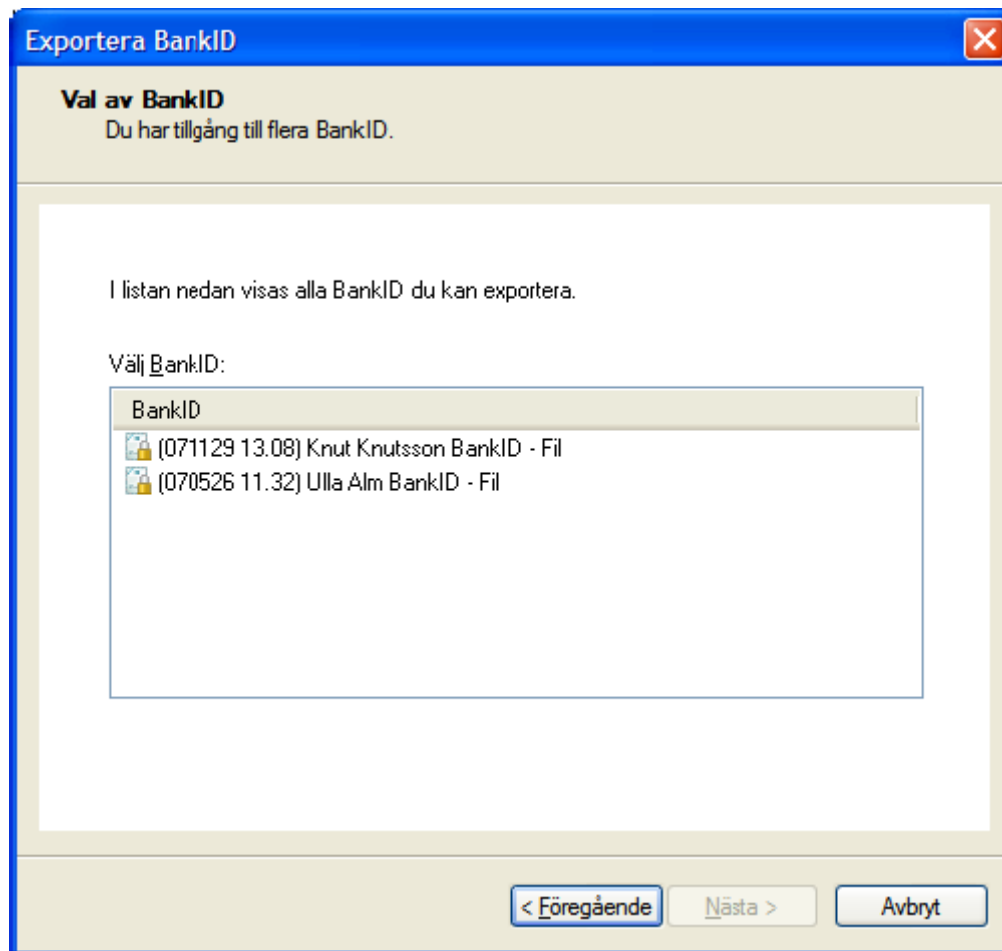 Exportera BankID
Val av BankID
Du har tillgång till flera BankID.
I listan nedan visas alla BankID du kan exportera.
Välj BankID:
BankID
(071129 13.08) Knut Knutsson BankID - Fil
(070526 11.32) Ulla Alm BankID - Fil
< Föregående Nästa > Avbryt